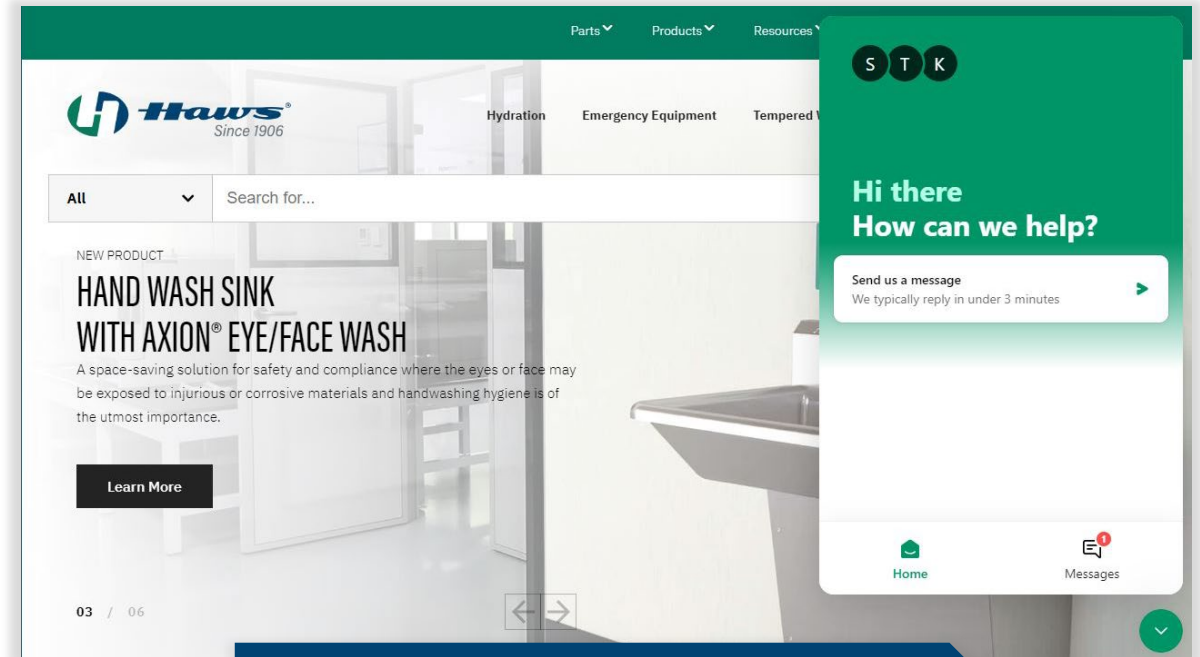 Parts
Products
Resources
Haws®
Since 1906
Hydration
Emergency Equipment
Tempered
All
Search for...
NEW PRODUCT
HAND WASH SINK
WITH AXION® EYE/FACE WASH
A space-saving solution for safety and compliance where the eyes or face may
be exposed to injurious or corrosive materials and handwashing hygiene is of
the utmost importance.
Learn More
03 / 06
S T K
Hi there
How can we help?
Send us a message
We typically reply in under 3 minutes
Home
1
Messages